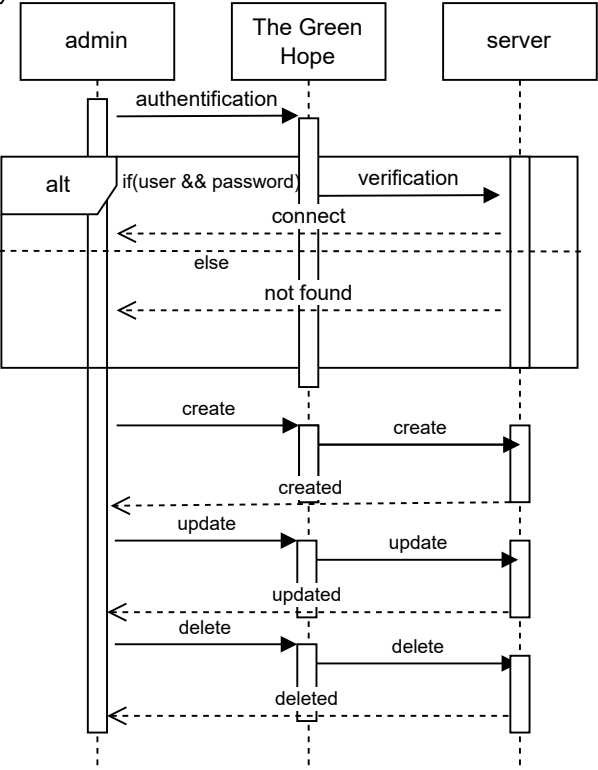 admin
The Green
Hope
server
authentification
alt
if(user && password)
verification
connect
else
not found
create
create
created
update
update
updated
delete
delete
deleted